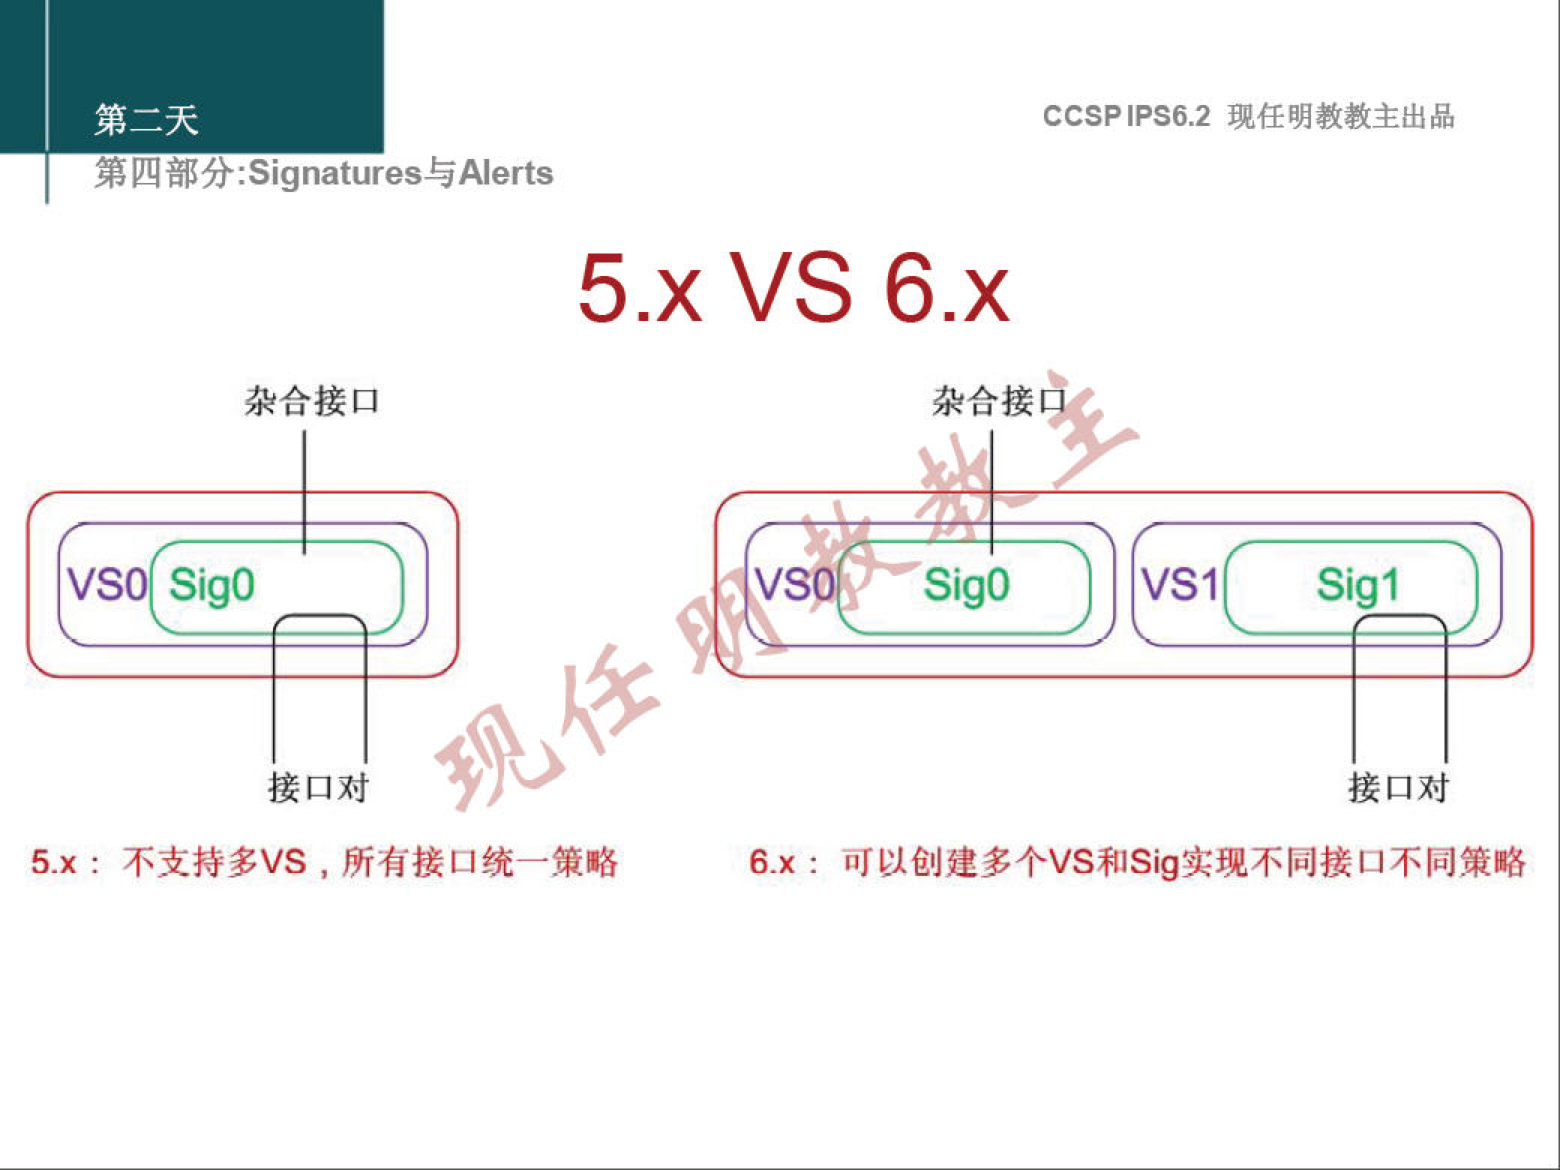 第二天
CCSP IPS6.2 现任明教教主出品
第四部分:Signatures与Alerts
5.x VS 6.x
杂合接口
杂合接口
VS0 Sig0
VS0 Sig0
VS1 Sig1
接口对
接口对
现任明教教主
5.x： 不支持多VS，所有接口统一策略
6.x： 可以创建多个VS和Sig实现不同接口不同策略